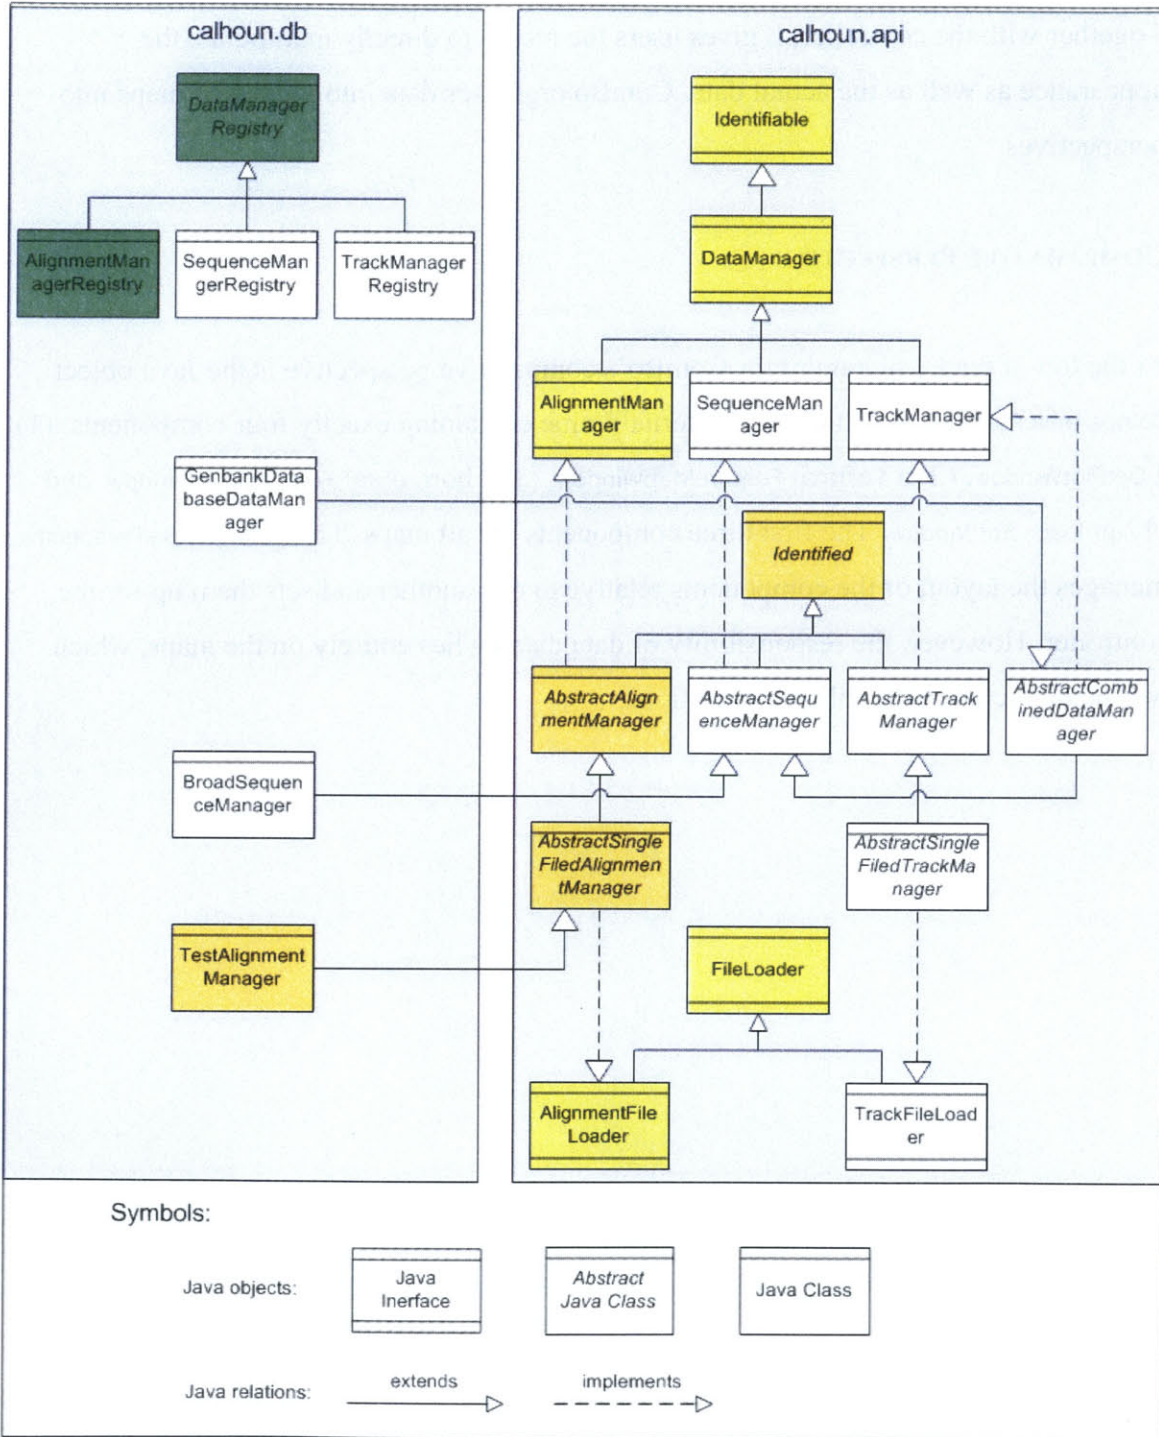 calhoun.db
calhoun.api
DataManager
Registry
AlignmentMan
agerRegistry
SequenceMan
gerRegistry
TrackManager
Registry
Identifiable
DataManager
AlignmentMan
ager
SequenceMan
ager
TrackManager
GenbankData
baseDataMan
ager
Identified
AbstractAlign
mentManager
AbstractSequ
enceManager
AbstractTrack
Manager
AbstractComb
inedDataMan
ager
BroadSequen
ceManager
AbstractSingle
FiledAlignmen
tManager
AbstractSingle
FiledTrackMa
nager
TestAlignment
Manager
FileLoader
AlignmentFile
Loader
TrackFileLoad
er
Symbols:
Java objects:
Java
Inerface
Abstract
Java Class
Java Class
Java relations:
extends
implements